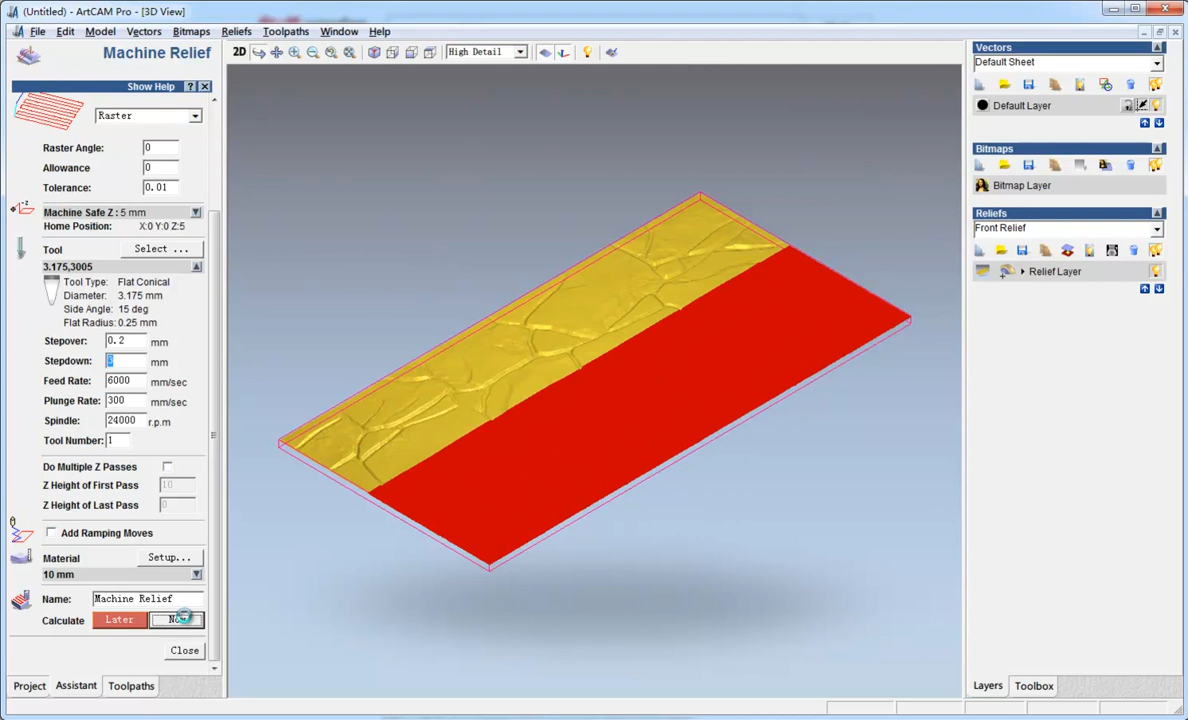 (Untitled) - ArtCAM Pro - [3D View]
File Edit Model Vectors Bitmaps Reliefs Toolpaths Window Help
Machine Relief
2D
High Detail
Show Help ?
Raster
Raster Angle: 0
Allowance 0
Tolerance: 0.01
Machine Safe Z : 5 mm
Home Position: X:0 Y:0 Z:5
Tool Select ...
3.175,3005
Tool Type: Flat Conical
Diameter: 3.175 mm
Side Angle: 15 deg
Flat Radius: 0.25 mm
Stepover: 0.2 mm
Stepdown: 3 mm
Feed Rate: 6000 mm/sec
Plunge Rate: 300 mm/sec
Spindle: 24000 r.p.m
Tool Number: 1
Do Multiple Z Passes
Z Height of First Pass 10
Z Height of Last Pass 0
Add Ramping Moves
Material Setup...
10 mm
Name: Machine Relief
Calculate Later
Close
Project Assistant Toolpaths
Vectors
Default Sheet
Default Layer
Bitmaps
Bitmap Layer
Reliefs
Front Relief
Relief Layer
Layers Toolbox